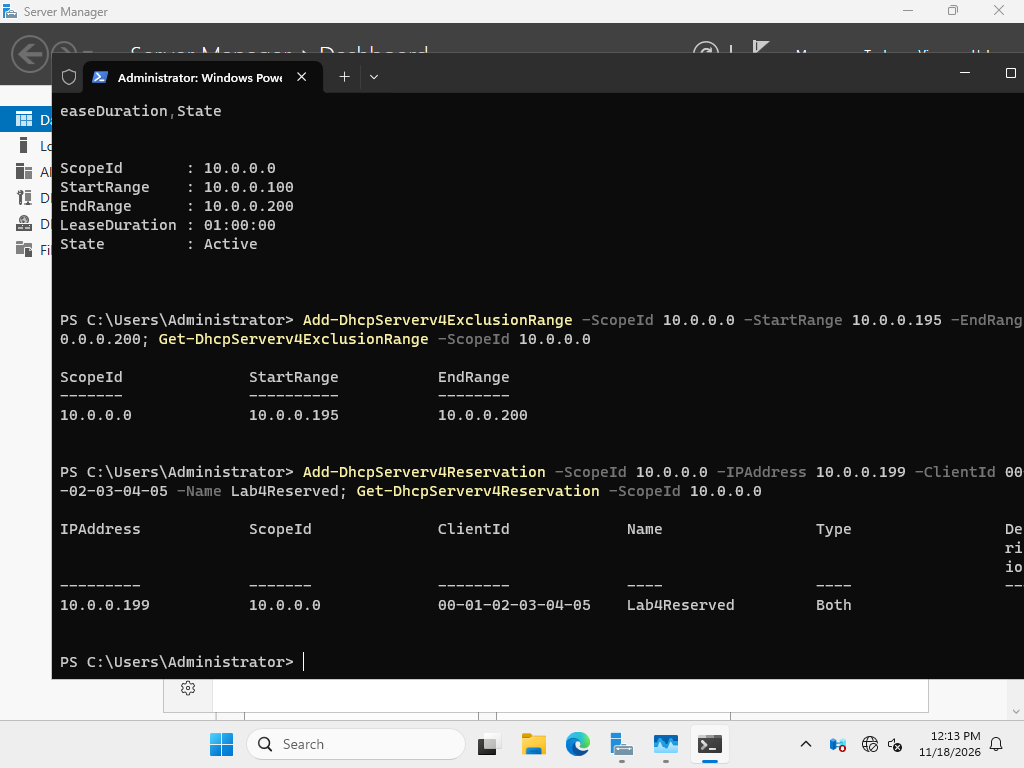 Server Manager
Administrator: Windows Powe
easeDuration,State
ScopeId : 10.0.0.0
StartRange : 10.0.0.100
EndRange : 10.0.0.200
LeaseDuration : 01:00:00
State : Active
PS C:\Users\Administrator> Add-DhcpServerv4ExclusionRange -ScopeId 10.0.0.0 -StartRange 10.0.0.195 -EndRang
0.0.0.200; Get-DhcpServerv4ExclusionRange -ScopeId 10.0.0.0
ScopeId StartRange EndRange
------- ---------- --------
10.0.0.0 10.0.0.195 10.0.0.200
PS C:\Users\Administrator> Add-DhcpServerv4Reservation -ScopeId 10.0.0.0 -IPAddress 10.0.0.199 -ClientId 00
-02-03-04-05 -Name Lab4Reserved; Get-DhcpServerv4Reservation -ScopeId 10.0.0.0
IPAddress ScopeId ClientId Name Type De
ri
io
--------- ------- -------- ---- ---- --
10.0.0.199 10.0.0.0 00-01-02-03-04-05 Lab4Reserved Both
PS C:\Users\Administrator>
Search
12:13 PM
11/18/2026